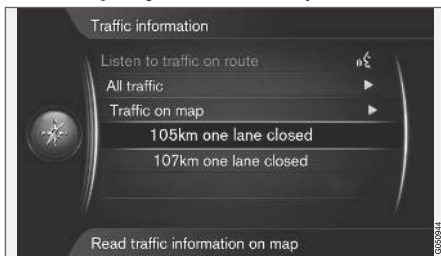 Traffic information
Listen to traffic on route
All traffic
Traffic on map
105km one lane closed
107km one lane closed
Read traffic information on map
G050944